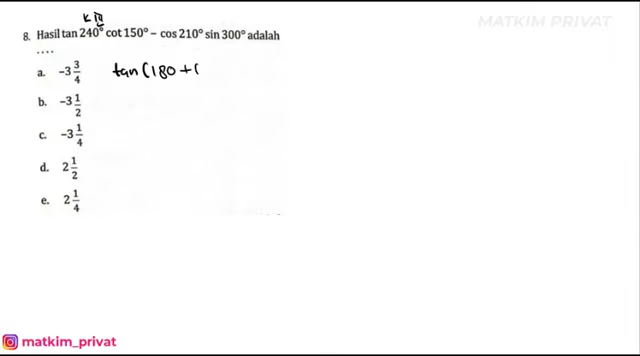 MATKIM PRIVAT
K III
8. Hasil tan 240° cot 150° – cos 210° sin 300° adalah
....
a. -3 3/4
tan (180 + (
b. -3 1/2
c. -3 1/4
d. 2 1/2
e. 2 1/4
matkim_privat